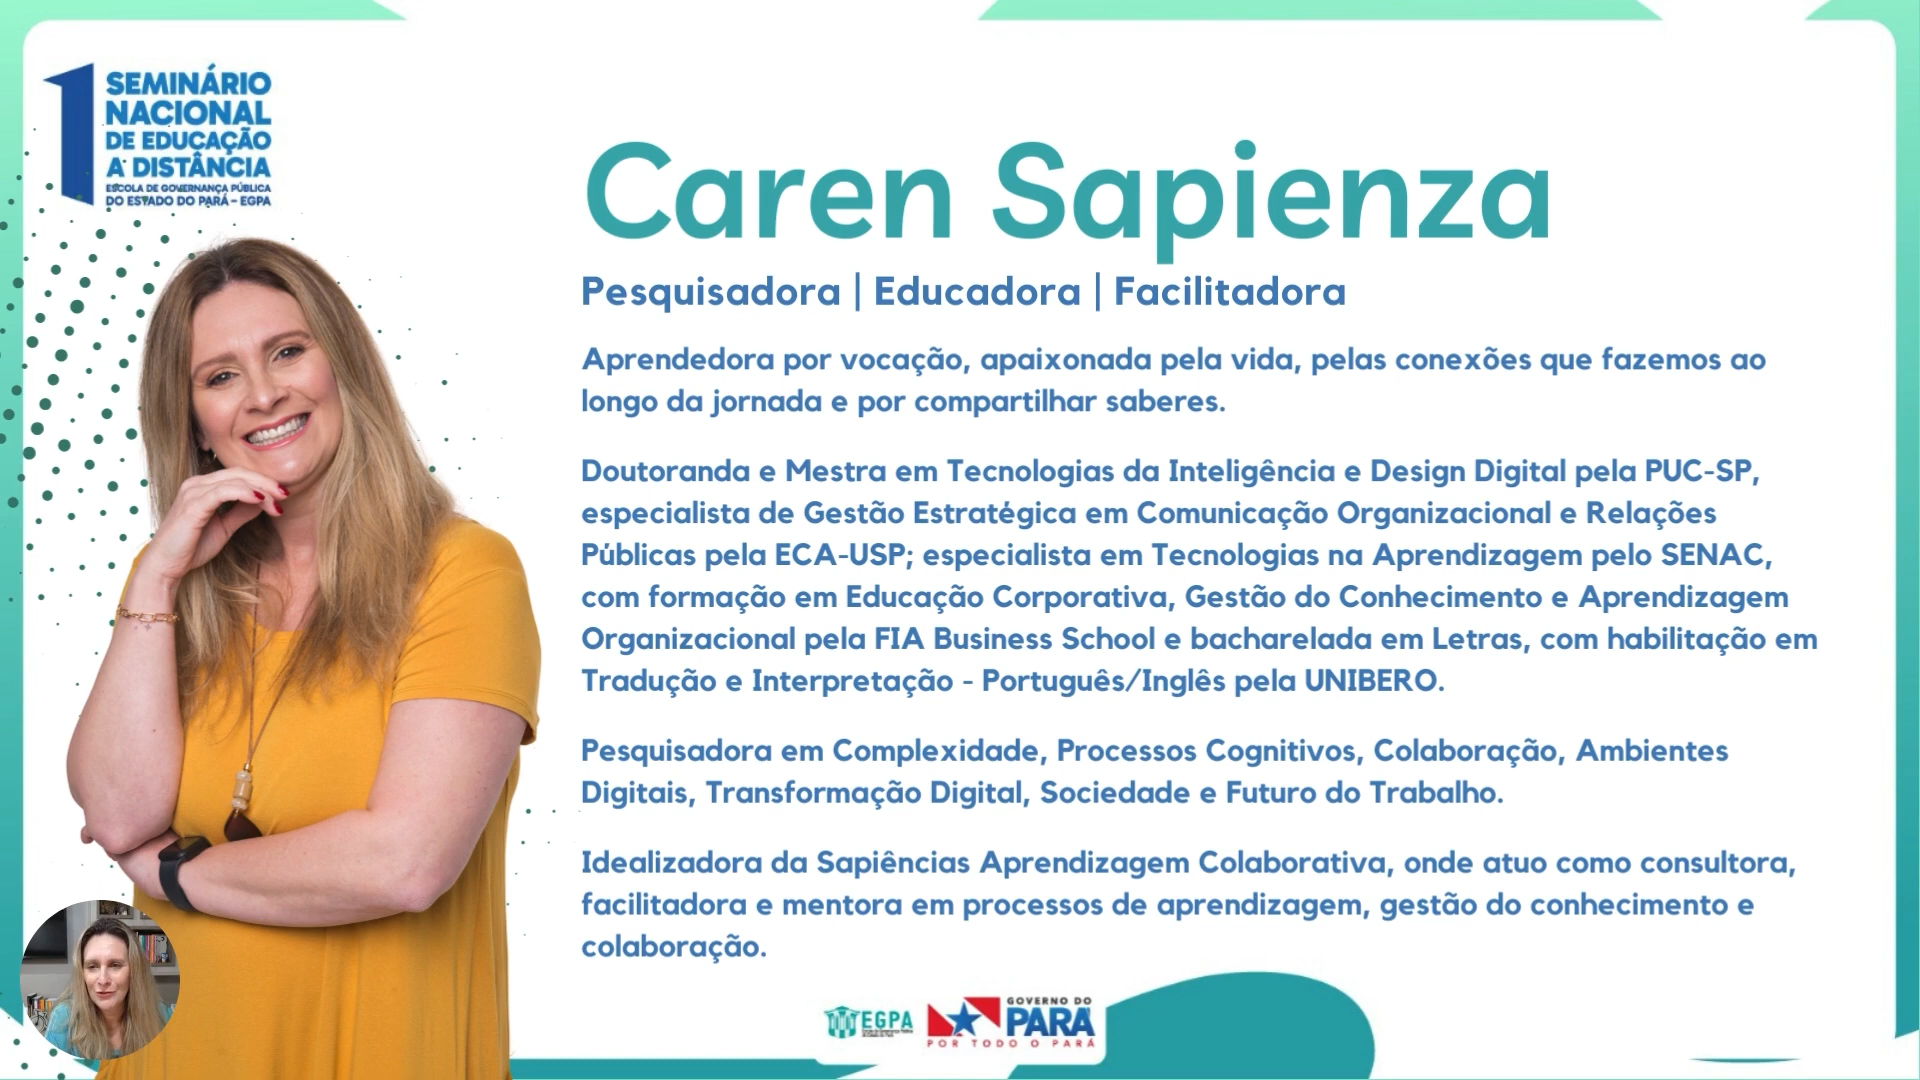 1 SEMINÁRIO
NACIONAL
DE EDUCAÇÃO
A DISTÂNCIA
ESCOLA DE GOVERNANÇA PÚBLICA
DO ESTADO DO PARÁ - EGPA
Caren Sapienza
Pesquisadora | Educadora | Facilitadora
Aprendedora por vocação, apaixonada pela vida, pelas conexões que fazemos ao
longo da jornada e por compartilhar saberes.
Doutoranda e Mestra em Tecnologias da Inteligência e Design Digital pela PUC-SP,
especialista de Gestão Estratégica em Comunicação Organizacional e Relações
Públicas pela ECA-USP; especialista em Tecnologias na Aprendizagem pelo SENAC,
com formação em Educação Corporativa, Gestão do Conhecimento e Aprendizagem
Organizacional pela FIA Business School e bacharelada em Letras, com habilitação em
Tradução e Interpretação - Português/Inglês pela UNIBERO.
Pesquisadora em Complexidade, Processos Cognitivos, Colaboração, Ambientes
Digitais, Transformação Digital, Sociedade e Futuro do Trabalho.
Idealizadora da Sapiências Aprendizagem Colaborativa, onde atuo como consultora,
facilitadora e mentora em processos de aprendizagem, gestão do conhecimento e
colaboração.
EGPA
GOVERNO DO
PARÁ
POR TODO O PARÁ